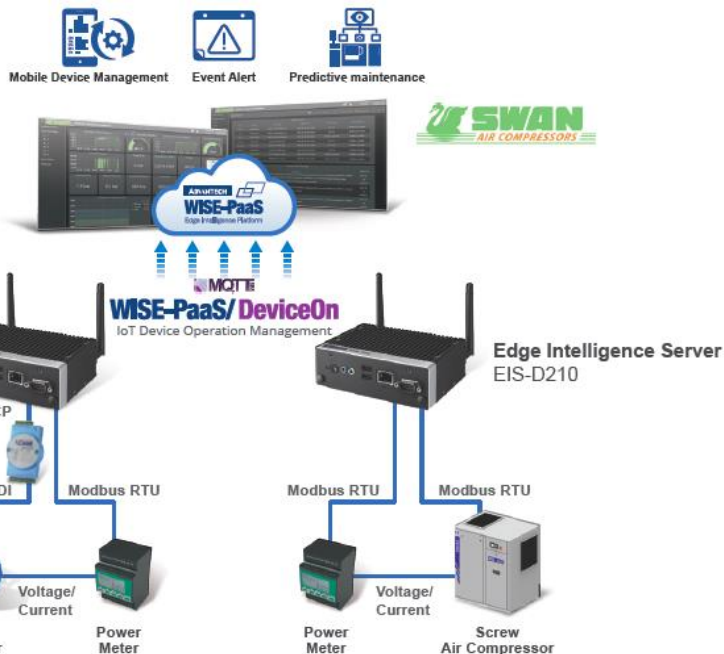 Mobile Device Management
Event Alert
Predictive maintenance
SWAN
AIR COMPRESSORS
ADVANTECH
WISE-PaaS
Edge Intelligence Platform
MQTT
WISE-PaaS/DeviceOn
IoT Device Operation Management
Edge Intelligence Server
EIS-D210
CP
DI
Modbus RTU
Modbus RTU
Modbus RTU
Voltage/
Current
Voltage/
Current
r
Power
Meter
Power
Meter
Screw
Air Compressor